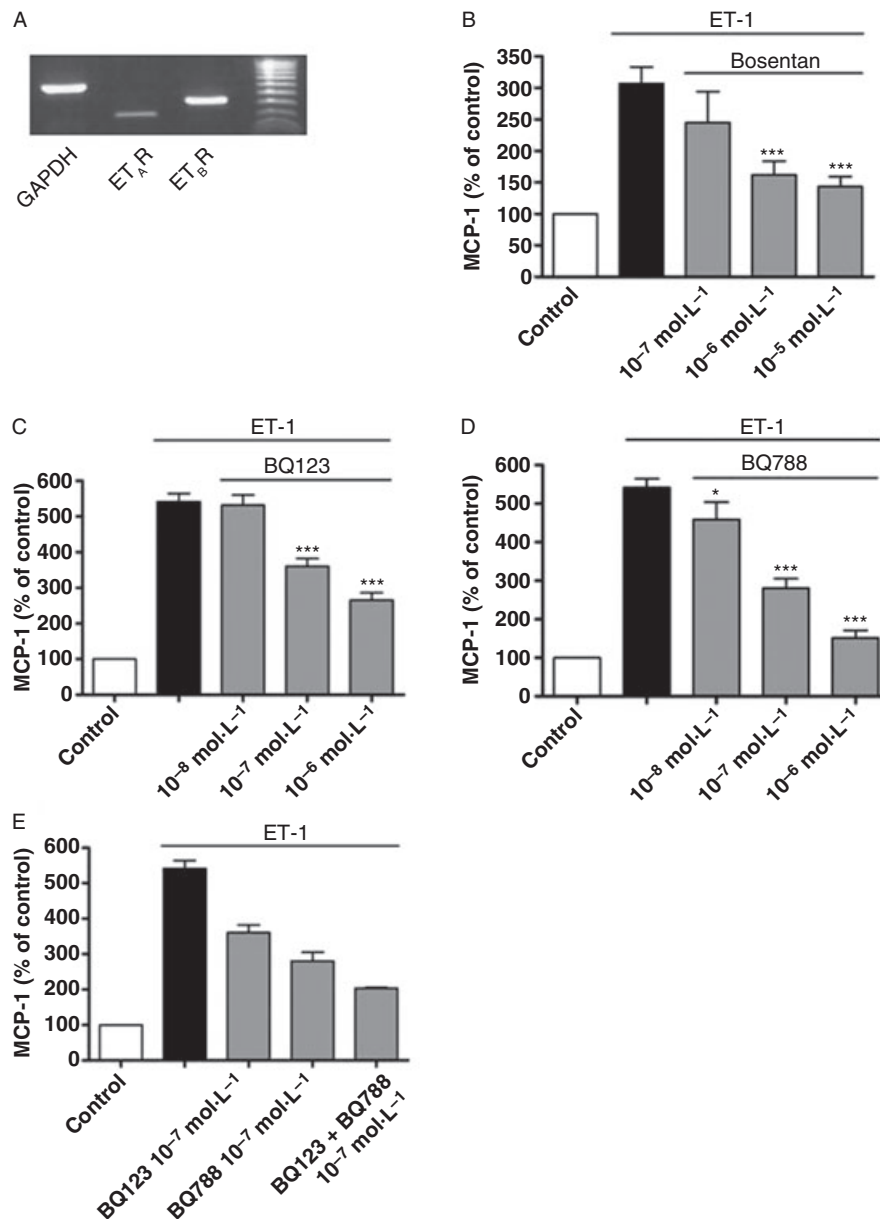 A
GAPDH
ET_A R
ET_B R
B
ET-1
Bosentan
MCP-1 (% of control)
350
300
250
200
150
100
50
0
***
***
Control
10⁻⁷ mol·L⁻¹
10⁻⁶ mol·L⁻¹
10⁻⁵ mol·L⁻¹
C
ET-1
BQ123
MCP-1 (% of control)
600
500
400
300
200
100
0
***
***
Control
10⁻⁸ mol·L⁻¹
10⁻⁷ mol·L⁻¹
10⁻⁶ mol·L⁻¹
D
ET-1
BQ788
MCP-1 (% of control)
600
500
400
300
200
100
0
*
***
***
Control
10⁻⁸ mol·L⁻¹
10⁻⁷ mol·L⁻¹
10⁻⁶ mol·L⁻¹
E
ET-1
MCP-1 (% of control)
600
500
400
300
200
100
0
Control
BQ123 10⁻⁷ mol·L⁻¹
BQ788 10⁻⁷ mol·L⁻¹
BQ123 + BQ788
10⁻⁷ mol·L⁻¹